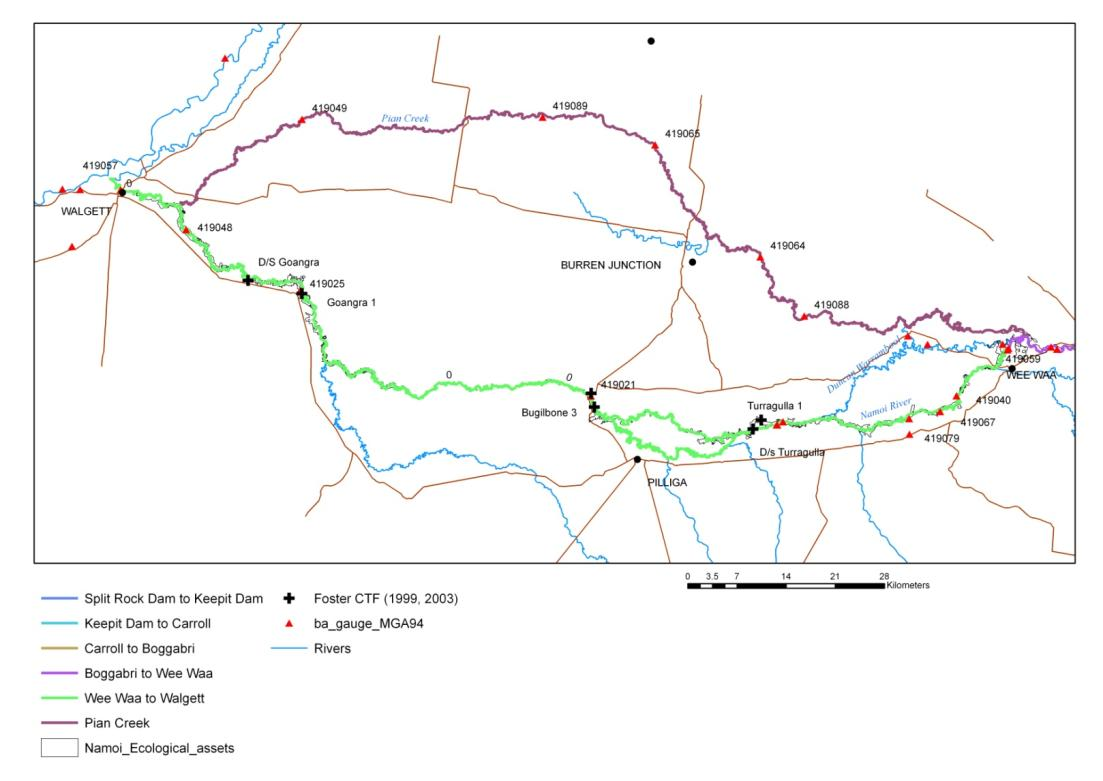 419049
419089
Pian Creek
419065
419057
0
WALGETT
419048
419064
D/S Goangra
BURREN JUNCTION
419025
Goangra 1
419088
Duncan Warrambool
419059
WEE WAA
0
0
419021
419040
Bugilbone 3
Turragulla 1
Namoi River
0
419067
419079
D/s Turragulla
PILLIGA
0 3.5 7 14 21 28
Kilometers
Split Rock Dam to Keepit Dam
Foster CTF (1999, 2003)
Keepit Dam to Carroll
ba_gauge_MGA94
Carroll to Boggabri
Rivers
Boggabri to Wee Waa
Wee Waa to Walgett
Pian Creek
Namoi_Ecological_assets